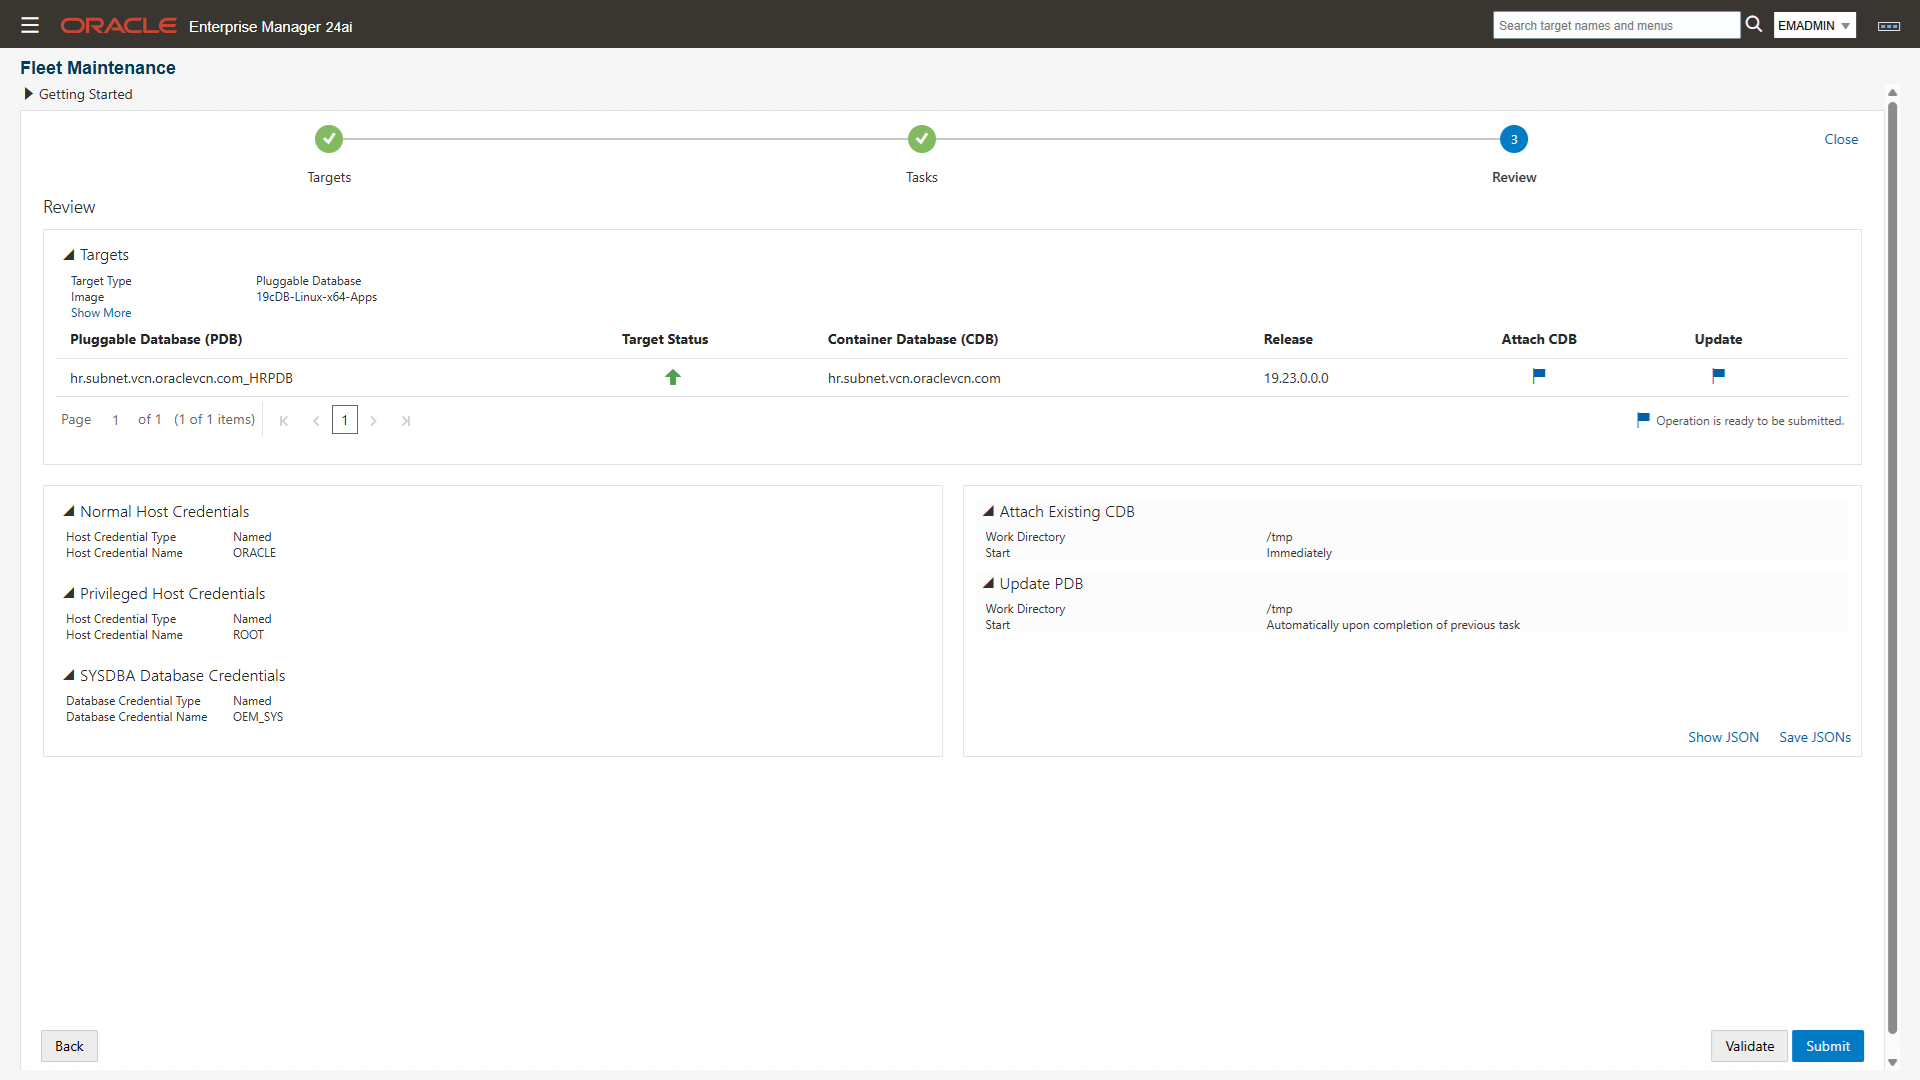 ORACLE Enterprise Manager 24ai
Search target names and menus
EMADMIN
Fleet Maintenance
Getting Started
3
Close
Targets Tasks Review
Review
Targets
Target Type Pluggable Database
Image 19cDB-Linux-x64-Apps
Show More
Pluggable Database (PDB) Target Status Container Database (CDB) Release Attach CDB Update
hr.subnet.vcn.oraclevcn.com_HRPDB hr.subnet.vcn.oraclevcn.com 19.23.0.0.0
Page 1 of 1 (1 of 1 items) 1
Operation is ready to be submitted.
Normal Host Credentials
Host Credential Type Named
Host Credential Name ORACLE
Privileged Host Credentials
Host Credential Type Named
Host Credential Name ROOT
SYSDBA Database Credentials
Database Credential Type Named
Database Credential Name OEM_SYS
Attach Existing CDB
Work Directory /tmp
Start Immediately
Update PDB
Work Directory /tmp
Start Automatically upon completion of previous task
Show JSON Save JSONs
Back Validate Submit